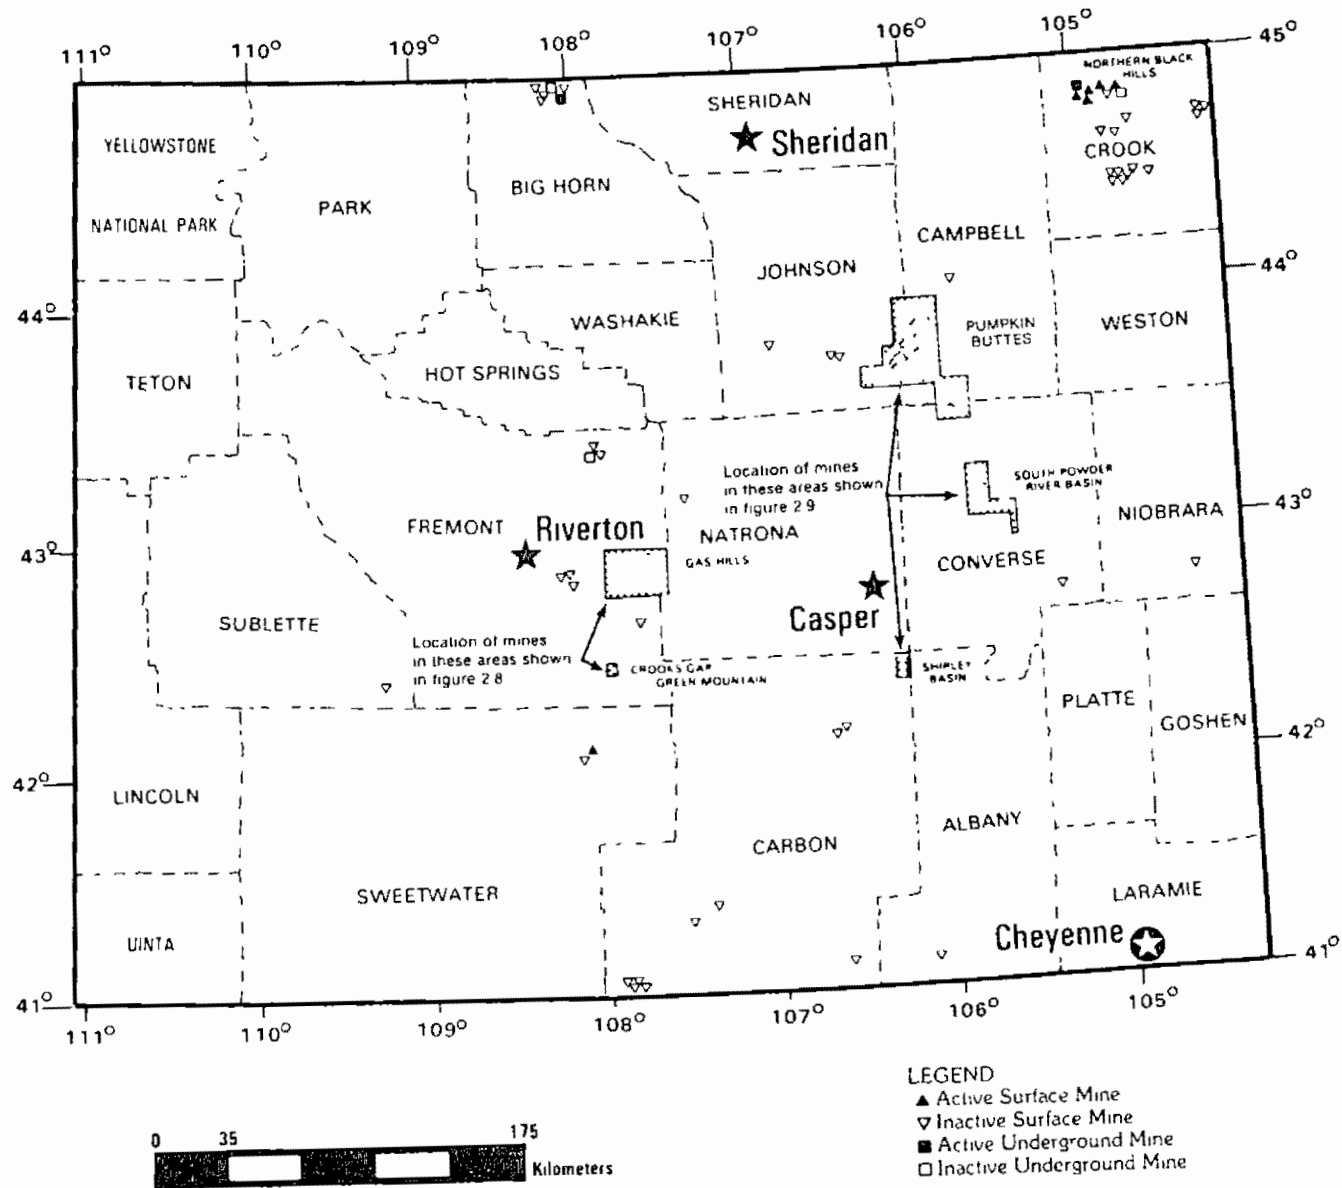 111° 110° 109° 108° 107° 106° 105° 45°
NORTHERN BLACK
HILLS
SHERIDAN
YELLOWSTONE
NATIONAL PARK
Sheridan
CROOK
BIG HORN
PARK
CAMPBELL
JOHNSON
44°
44°
WASHAKIE
PUMPKIN
BUTTES
WESTON
TETON
HOT SPRINGS
Location of mines
in these areas shown
in figure 2 9
SOUTH POWDER
RIVER BASIN
43°
NIOBRARA
FREMONT
Riverton
NATRONA
43°
GAS HILLS
CONVERSE
Casper
SUBLETTE
Location of mines
in these areas shown
in figure 2 8
CROOKS GAP
GREEN MOUNTAIN
SHIRLEY
BASIN
PLATTE
GOSHEN
42°
42°
LINCOLN
ALBANY
CARBON
SWEETWATER
LARAMIE
UINTA
Cheyenne
41°
41°
111° 110° 109° 108° 107° 106° 105°
LEGEND
Active Surface Mine
Inactive Surface Mine
Active Underground Mine
Inactive Underground Mine
0 35 175
Kilometers